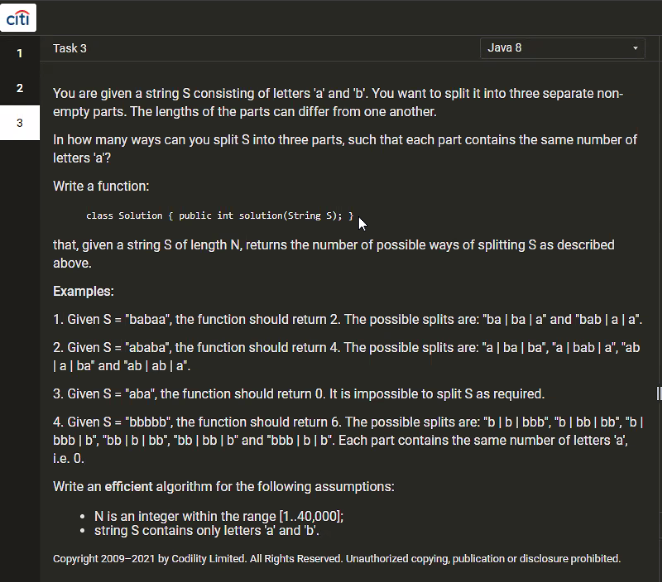 citi
1
Task 3
Java 8
2
3
You are given a string S consisting of letters 'a' and 'b'. You want to split it into three separate non-
empty parts. The lengths of the parts can differ from one another.
In how many ways can you split S into three parts, such that each part contains the same number of
letters 'a'?
Write a function:
class Solution { public int solution(String S); }
that, given a string S of length N, returns the number of possible ways of splitting S as described
above.
Examples:
1. Given S = "babaa", the function should return 2. The possible splits are: "ba | ba | a" and "bab | a | a".
2. Given S = "ababa", the function should return 4. The possible splits are: "a | ba | ba", "a | bab | a", "ab
| a | ba" and "ab | ab | a".
3. Given S = "aba", the function should return 0. It is impossible to split S as required.
4. Given S = "bbbbb", the function should return 6. The possible splits are: "b | b | bbb", "b | bb | bb", "b |
bbb | b", "bb | b | bb", "bb | bb | b" and "bbb | b | b". Each part contains the same number of letters 'a',
i.e. 0.
Write an efficient algorithm for the following assumptions:
• N is an integer within the range [1..40,000];
• string S contains only letters 'a' and 'b'.
Copyright 2009–2021 by Codility Limited. All Rights Reserved. Unauthorized copying, publication or disclosure prohibited.